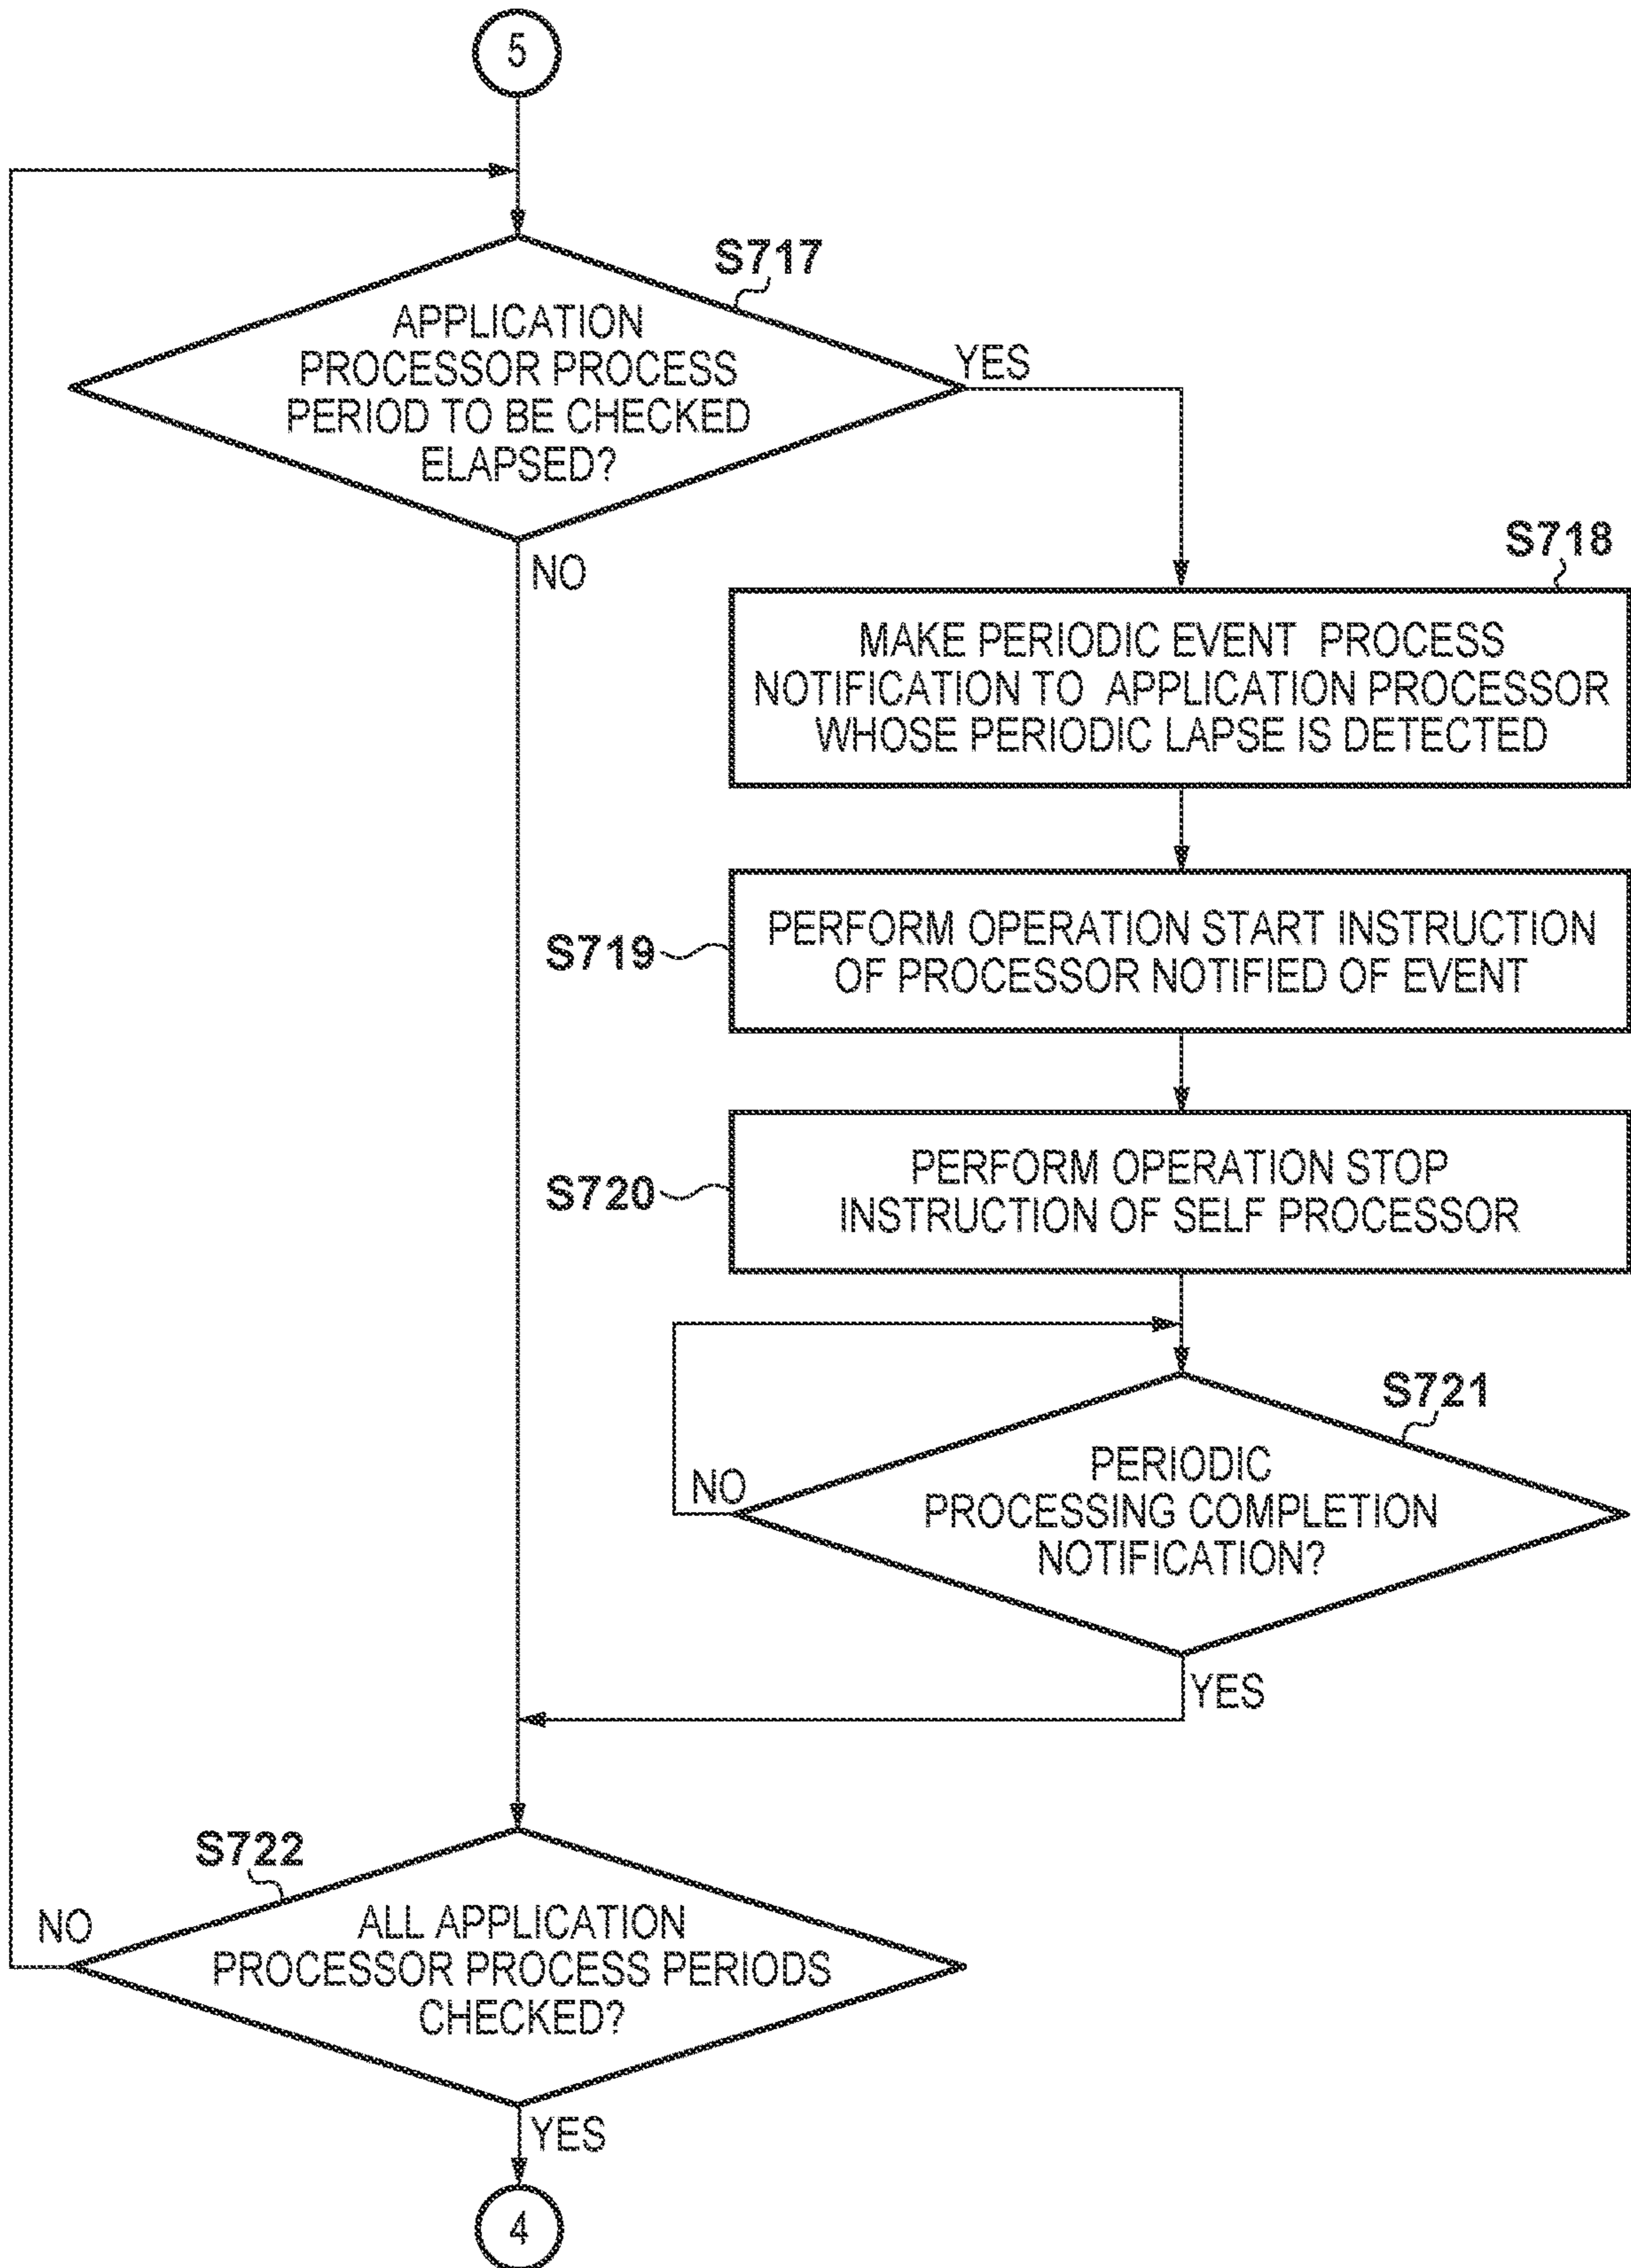 5
S717
APPLICATION
PROCESSOR PROCESS
PERIOD TO BE CHECKED
ELAPSED?
YES
NO
S718
MAKE PERIODIC EVENT PROCESS
NOTIFICATION TO APPLICATION PROCESSOR
WHOSE PERIODIC LAPSE IS DETECTED
S719
PERFORM OPERATION START INSTRUCTION
OF PROCESSOR NOTIFIED OF EVENT
S720
PERFORM OPERATION STOP
INSTRUCTION OF SELF PROCESSOR
S721
PERIODIC
PROCESSING COMPLETION
NOTIFICATION?
NO
YES
S722
ALL APPLICATION
PROCESSOR PROCESS PERIODS
CHECKED?
NO
YES
4